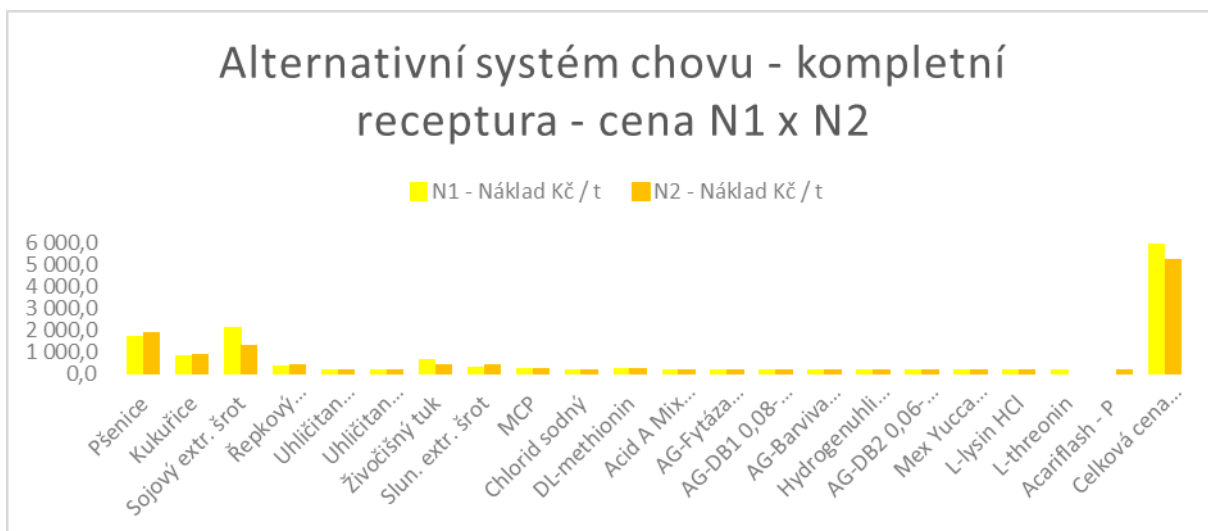 Alternativní systém chovu - kompletní
receptura - cena N1 x N2
N1 - Náklad Kč / t N2 - Náklad Kč / t
6 000,0
5 000,0
4 000,0
3 000,0
2 000,0
1 000,0
0,0
Pšenice
Kukuřice
Sojový extr. šrot
Řepkový...
Uhličitan...
Uhličitan...
Živočišný tuk
Slun. extr. šrot
MCP
Chlorid sodný
DL-methionin
Acid A Mix...
AG-Fytáza...
AG-DB1 0,08-...
AG-Barviva...
Hydrogenuhli...
AG-DB2 0,06-...
Mex Yucca...
L-lysin HCl
L-threonin
Acariflash - P
Celková cena...